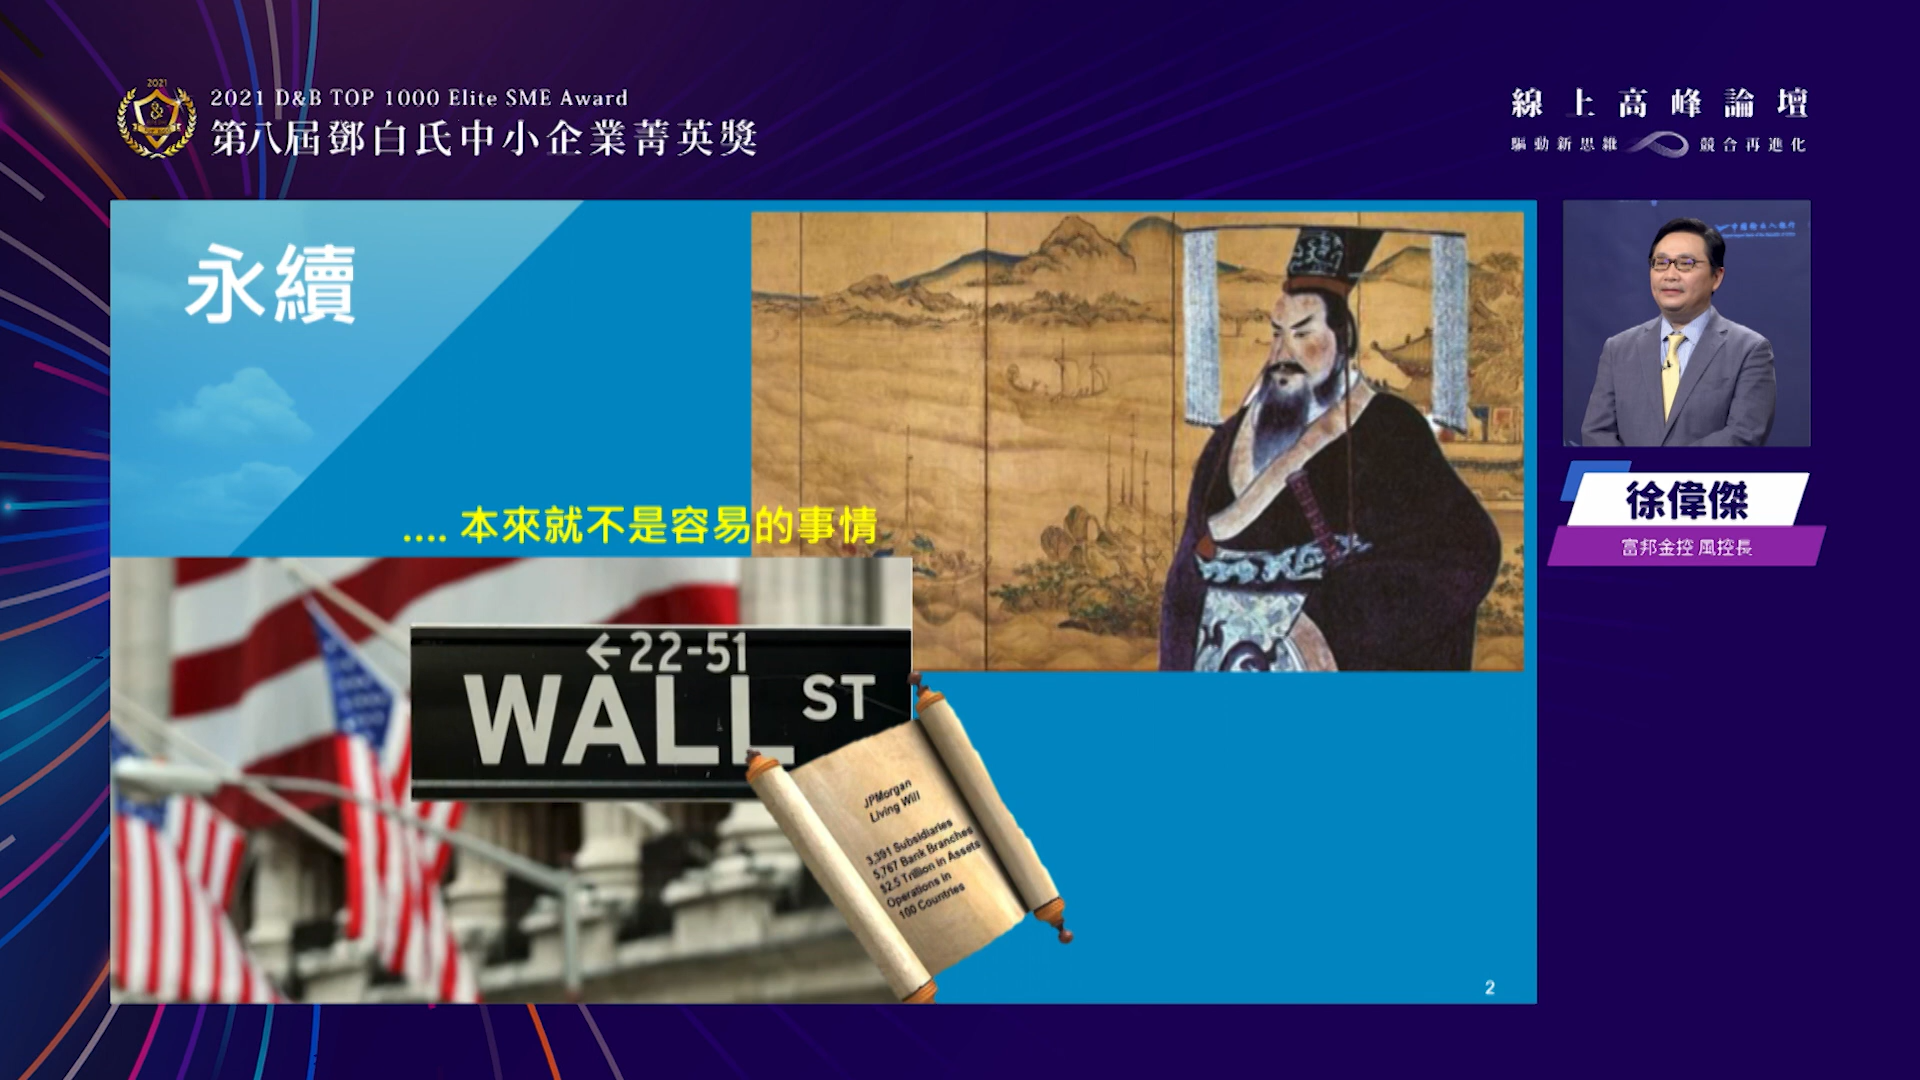 2021
2021 D&B TOP 1000 Elite SME Award
第八屆鄧白氏中小企業菁英獎
線上高峰論壇
驅動新思維 競合再進化
永續
.... 本來就不是容易的事情
←22-51
WALL ST
JPMorgan
Living Will
3,391 Subsidiaries
5,767 Bank Branches
$2.5 Trillion in Assets
Operations in
100 Countries
2
徐偉傑
富邦金控 風控長